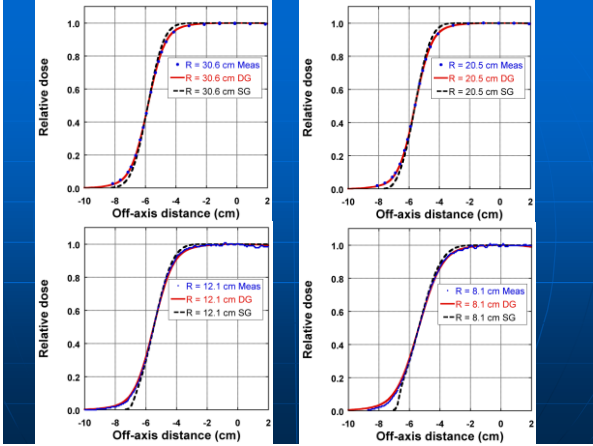 Relative dose
1.0
0.8
0.6
0.4
0.2
0.0
R = 30.6 cm Meas
R = 30.6 cm DG
R = 30.6 cm SG
-10 -8 -6 -4 -2 0 2
Off-axis distance (cm)
Relative dose
1.0
0.8
0.6
0.4
0.2
0.0
R = 20.5 cm Meas
R = 20.5 cm DG
R = 20.5 cm SG
-10 -8 -6 -4 -2 0 2
Off-axis distance (cm)
Relative dose
1.0
0.8
0.6
0.4
0.2
0.0
R = 12.1 cm Meas
R = 12.1 cm DG
R = 12.1 cm SG
-10 -8 -6 -4 -2 0 2
Off-axis distance (cm)
Relative dose
1.0
0.8
0.6
0.4
0.2
0.0
R = 8.1 cm Meas
R = 8.1 cm DG
R = 8.1 cm SG
-10 -8 -6 -4 -2 0 2
Off-axis distance (cm)